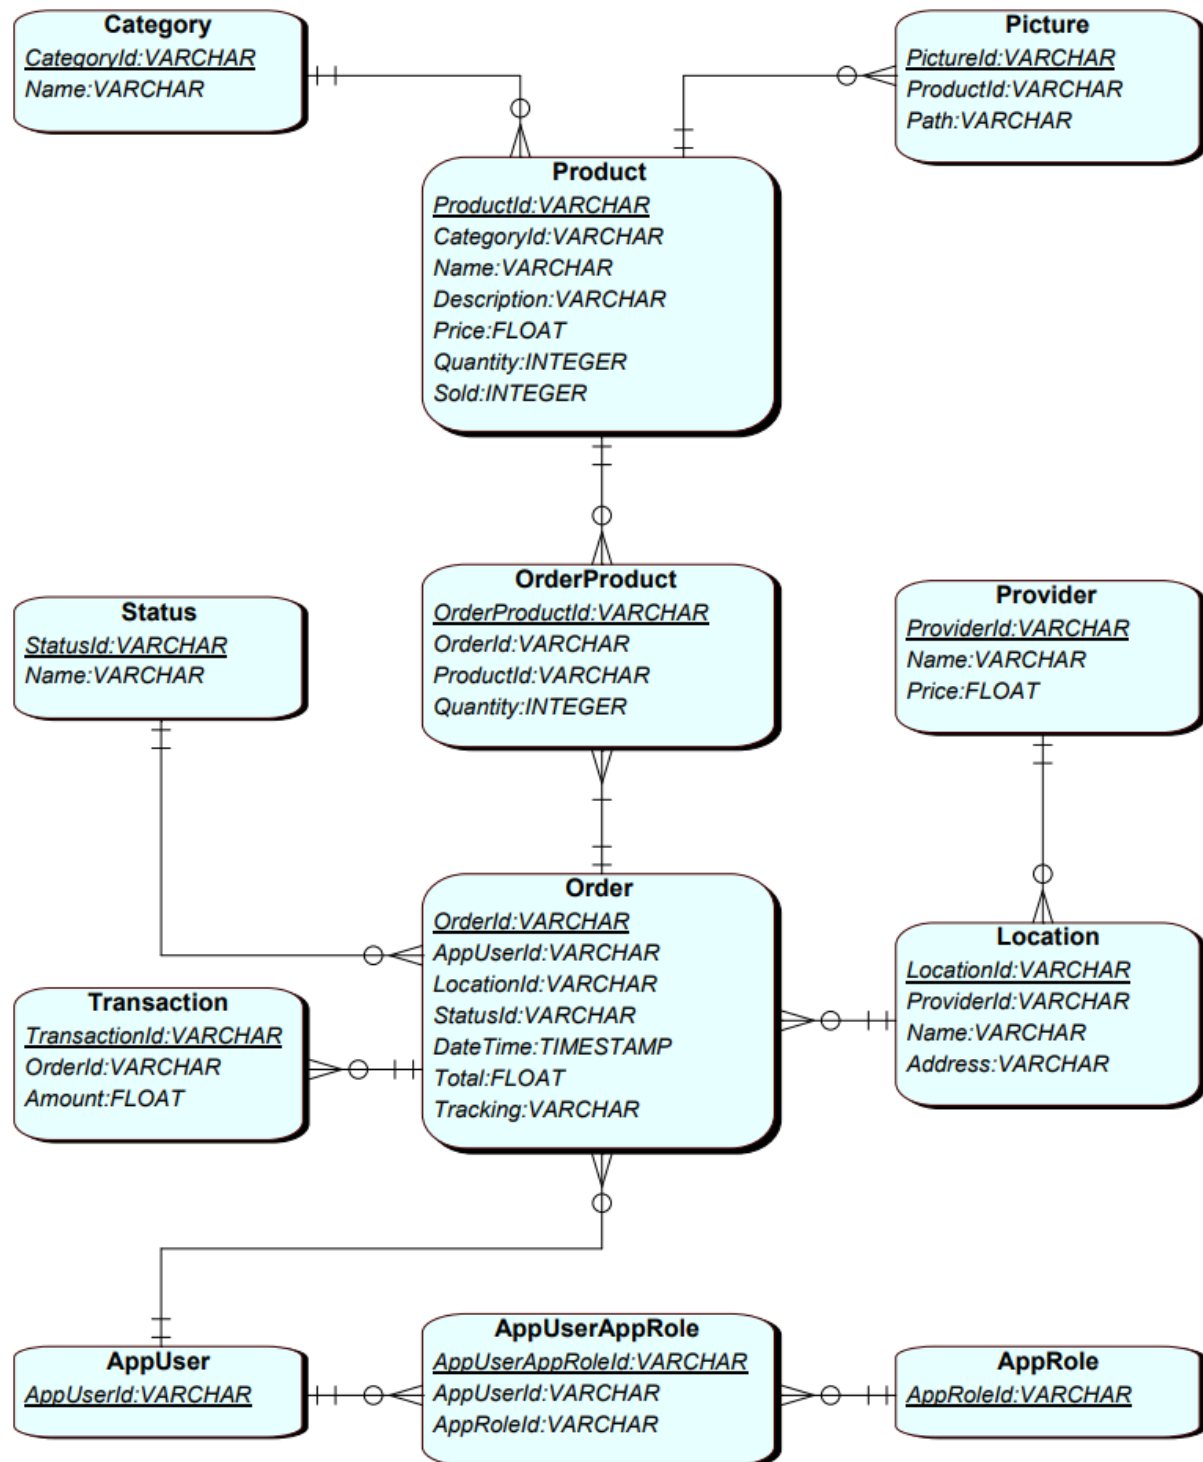 Category
CategoryId:VARCHAR
Name:VARCHAR
Picture
PictureId:VARCHAR
ProductId:VARCHAR
Path:VARCHAR
Product
ProductId:VARCHAR
CategoryId:VARCHAR
Name:VARCHAR
Description:VARCHAR
Price:FLOAT
Quantity:INTEGER
Sold:INTEGER
OrderProduct
OrderProductId:VARCHAR
OrderId:VARCHAR
ProductId:VARCHAR
Quantity:INTEGER
Status
StatusId:VARCHAR
Name:VARCHAR
Provider
ProviderId:VARCHAR
Name:VARCHAR
Price:FLOAT
Order
OrderId:VARCHAR
AppUserId:VARCHAR
LocationId:VARCHAR
StatusId:VARCHAR
DateTime:TIMESTAMP
Total:FLOAT
Tracking:VARCHAR
Transaction
TransactionId:VARCHAR
OrderId:VARCHAR
Amount:FLOAT
Location
LocationId:VARCHAR
ProviderId:VARCHAR
Name:VARCHAR
Address:VARCHAR
AppUser
AppUserId:VARCHAR
AppUserAppRole
AppUserAppRoleId:VARCHAR
AppUserId:VARCHAR
AppRoleId:VARCHAR
AppRole
AppRoleId:VARCHAR